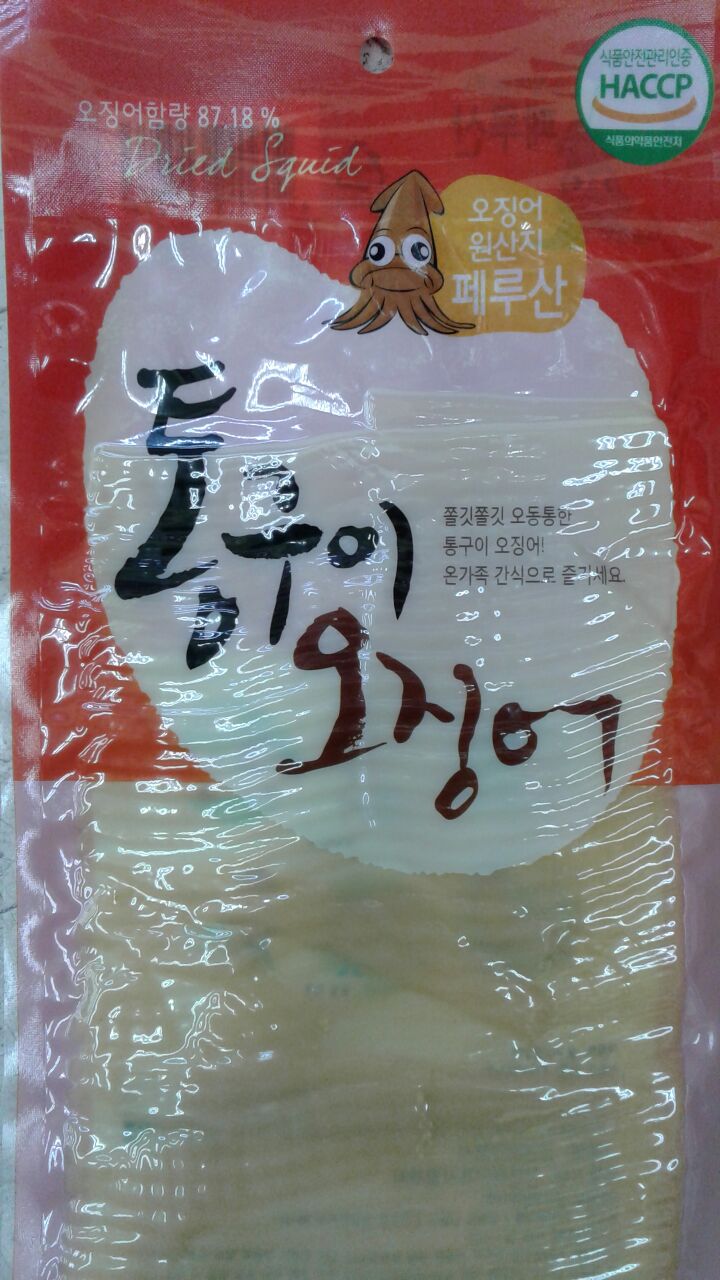 식품안전관리인증
HACCP
식품의약품안전처
오징어함량 87.18 %
Dried Squid
오징어
원산지
페루산
통구이
쫄깃쫄깃 오동통한
통구이 오징어!
온가족 간식으로 즐기세요.
오징어